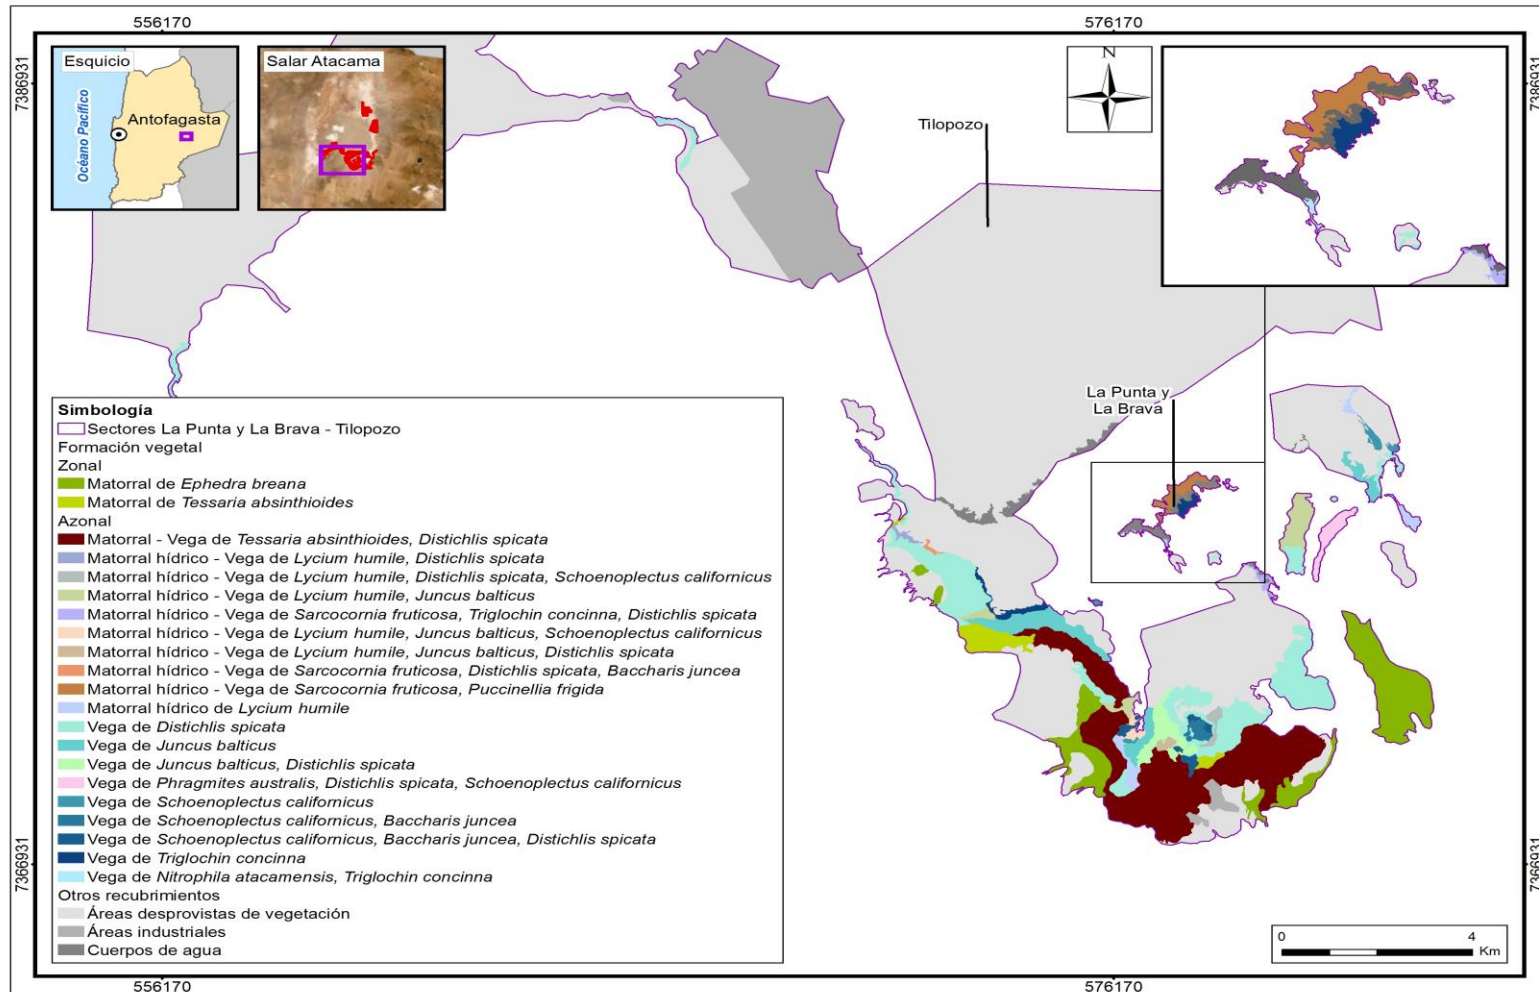 556170
576170
7386931
7386931
Esquicio
Antofagasta
Océano Pacífico
Salar Atacama
N
Tilopozo
La Punta y
La Brava
Simbología
Sectores La Punta y La Brava - Tilopozo
Formación vegetal
Zonal
Matorral de Ephedra breana
Matorral de Tessaria absinthioides
Azonal
Matorral - Vega de Tessaria absinthioides, Distichlis spicata
Matorral hídrico - Vega de Lycium humile, Distichlis spicata
Matorral hídrico - Vega de Lycium humile, Distichlis spicata, Schoenoplectus californicus
Matorral hídrico - Vega de Lycium humile, Juncus balticus
Matorral hídrico - Vega de Sarcocornia fruticosa, Triglochin concinna, Distichlis spicata
Matorral hídrico - Vega de Lycium humile, Juncus balticus, Schoenoplectus californicus
Matorral hídrico - Vega de Lycium humile, Juncus balticus, Distichlis spicata
Matorral hídrico - Vega de Sarcocornia fruticosa, Distichlis spicata, Baccharis juncea
Matorral hídrico - Vega de Sarcocornia fruticosa, Puccinellia frigida
Matorral hídrico de Lycium humile
Vega de Distichlis spicata
Vega de Juncus balticus
Vega de Juncus balticus, Distichlis spicata
Vega de Phragmites australis, Distichlis spicata, Schoenoplectus californicus
Vega de Schoenoplectus californicus
Vega de Schoenoplectus californicus, Baccharis juncea
Vega de Schoenoplectus californicus, Baccharis juncea, Distichlis spicata
Vega de Triglochin concinna
Vega de Nitrophila atacamensis, Triglochin concinna
Otros recubrimientos
Áreas desprovistas de vegetación
Áreas industriales
Cuerpos de agua
7366931
7366931
0 4
Km
556170
576170